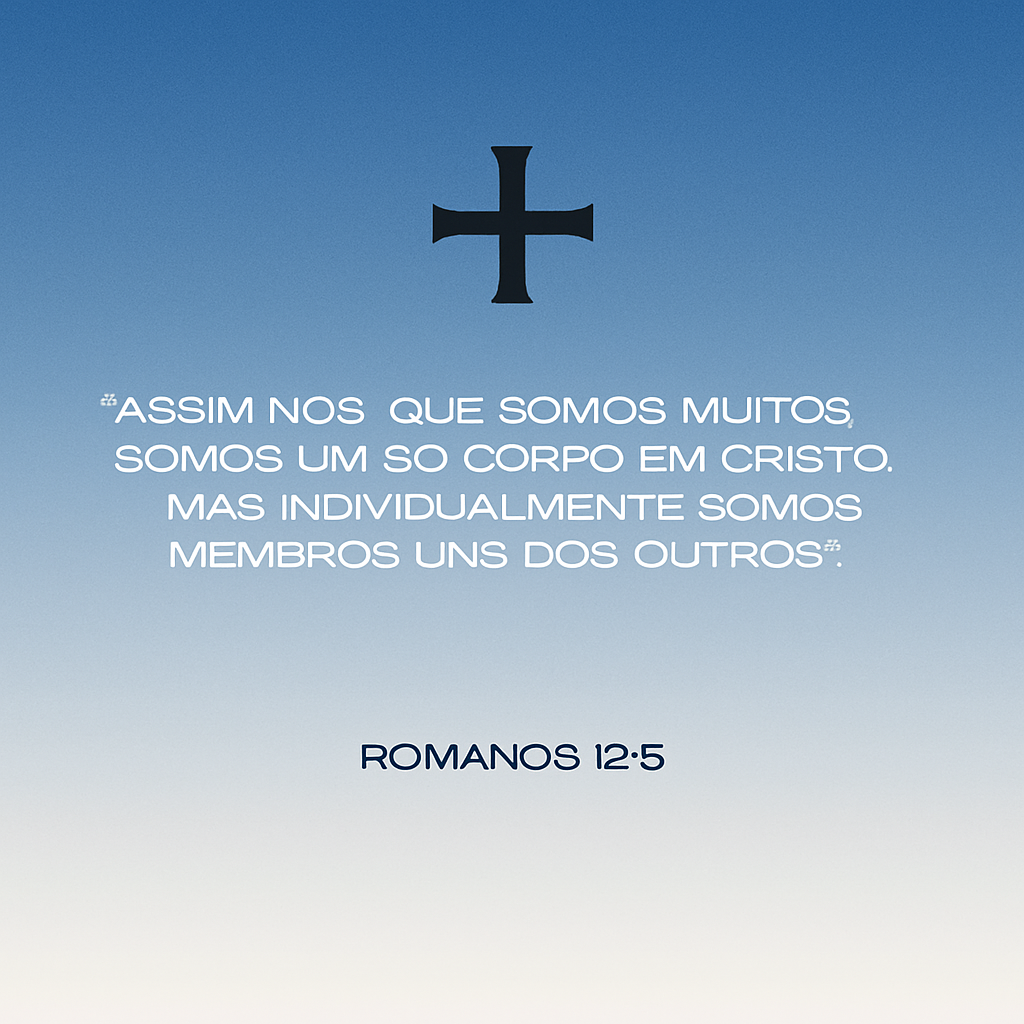 "ASSIM NOS QUE SOMOS MUITOS,
SOMOS UM SO CORPO EM CRISTO.
MAS INDIVIDUALMENTE SOMOS
MEMBROS UNS DOS OUTROS".
ROMANOS 12•5